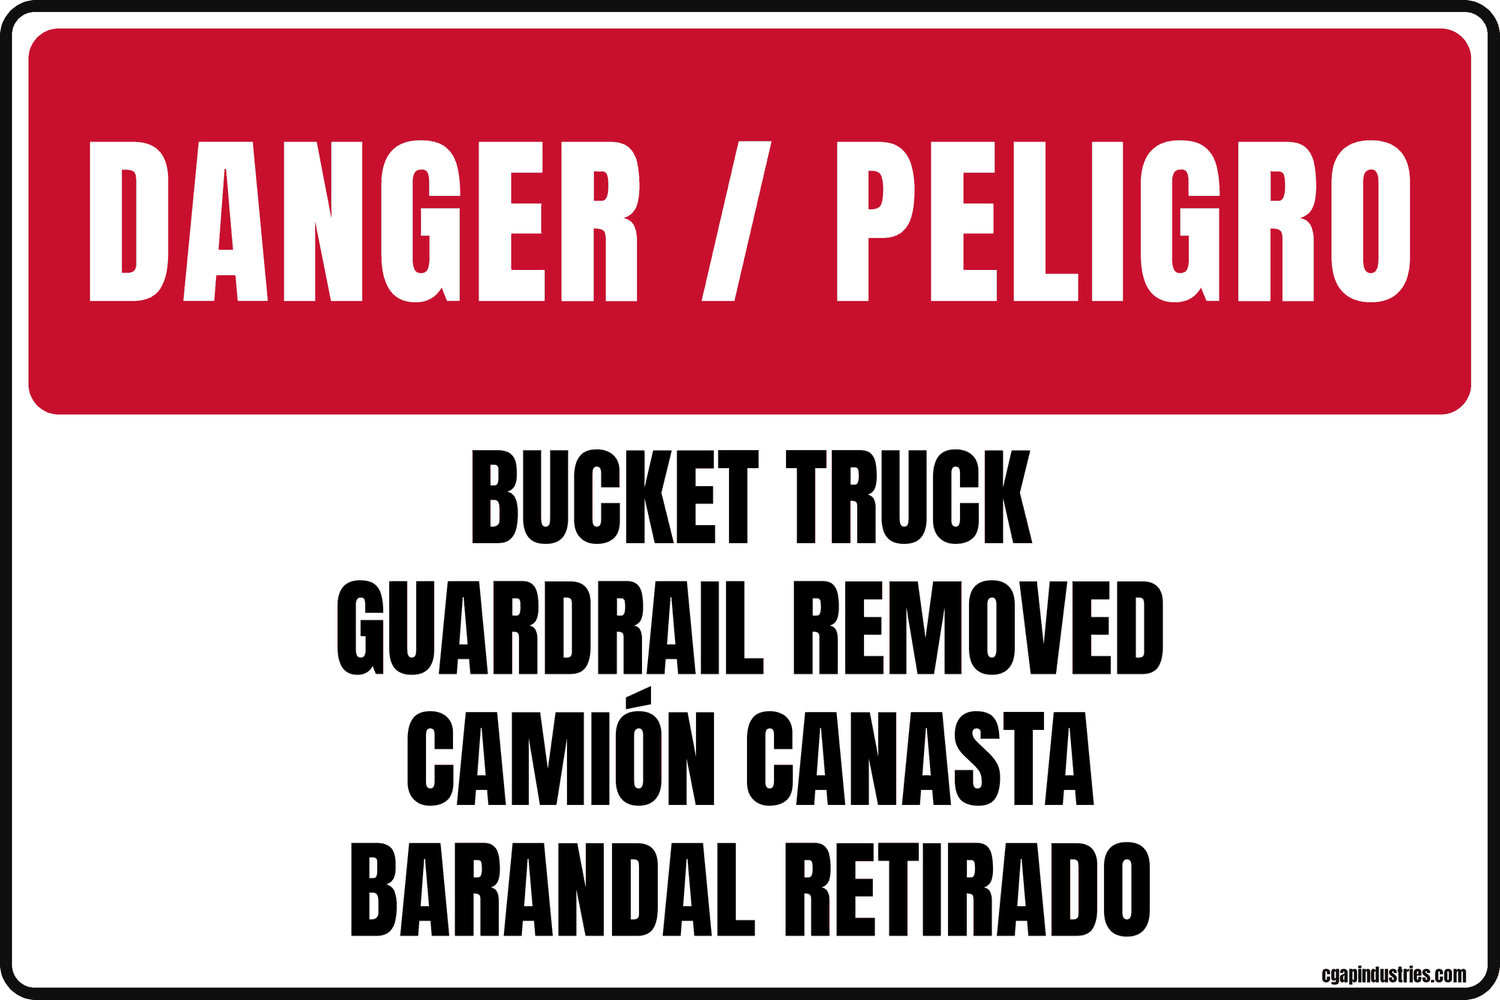 DANGER / PELIGRO
BUCKET TRUCK
GUARDRAIL REMOVED
CAMIÓN CANASTA
BARANDAL RETIRADO
cgapindustries.com